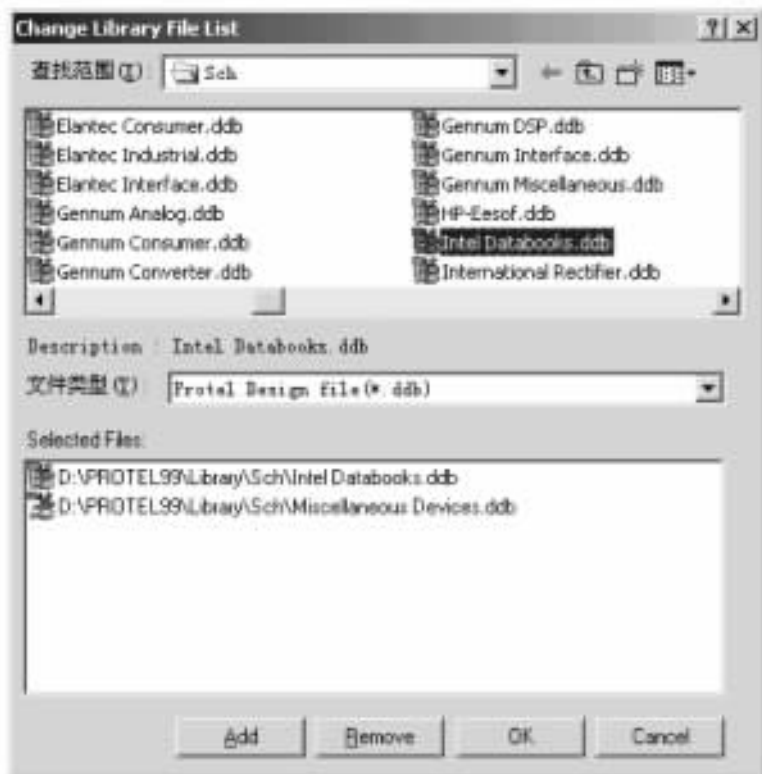 Change Library File List
查找范围(I): Sch
Elantec Consumer.ddb
Elantec Industrial.ddb
Elantec Interface.ddb
Gennum Analog.ddb
Gennum Consumer.ddb
Gennum Converter.ddb
Gennum DSP.ddb
Gennum Interface.ddb
Gennum Miscellaneous.ddb
HP-Eesof.ddb
Intel Databooks.ddb
International Rectifier.ddb
Description : Intel Databooks.ddb
文件类型(T): Protel Design file(*.ddb)
Selected Files:
D:\PROTEL99\Library\Sch\Intel Databooks.ddb
D:\PROTEL99\Library\Sch\Miscellaneous Devices.ddb
Add Remove OK Cancel